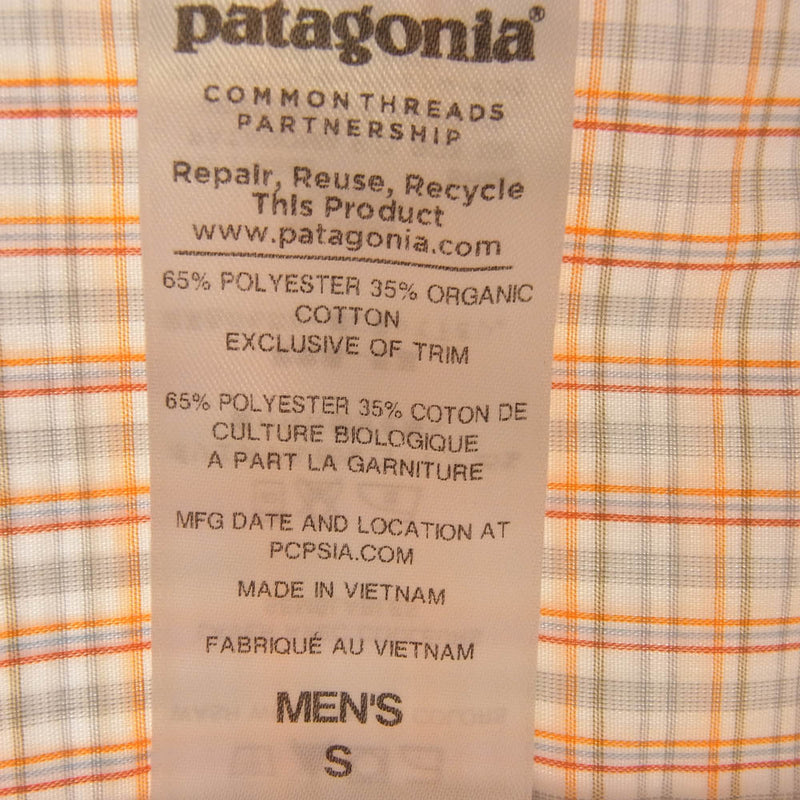 patagonia®
COMMON THREADS
PARTNERSHIP
Repair, Reuse, Recycle
This Product
www.patagonia.com
65% POLYESTER 35% ORGANIC
COTTON
EXCLUSIVE OF TRIM
65% POLYESTER 35% COTON DE
CULTURE BIOLOGIQUE
A PART LA GARNITURE
MFG DATE AND LOCATION AT
PCPSIA.COM
MADE IN VIETNAM
FABRIQUÉ AU VIETNAM
MEN'S
S